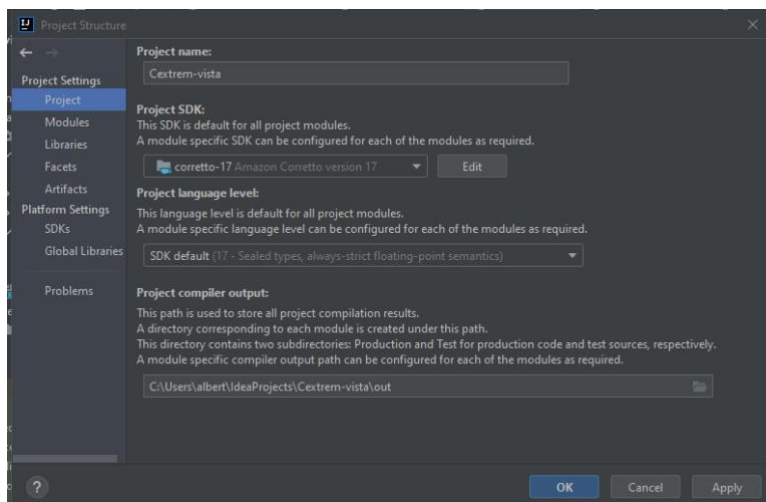 Project Structure
Project Settings
Project
Modules
Libraries
Facets
Artifacts
Platform Settings
SDKs
Global Libraries
Problems
Project name:
Cextrem-vista
Project SDK:
This SDK is default for all project modules.
A module specific SDK can be configured for each of the modules as required.
corretto-17 Amazon Corretto version 17
Edit
Project language level:
This language level is default for all project modules.
A module specific language level can be configured for each of the modules as required.
SDK default (17 - Sealed types, always-strict floating-point semantics)
Project compiler output:
This path is used to store all project compilation results.
A directory corresponding to each module is created under this path.
This directory contains two subdirectories: Production and Test for production code and test sources, respectively.
A module specific compiler output path can be configured for each of the modules as required.
C:\Users\albert\IdeaProjects\Cextrem-vista\out
?
OK
Cancel
Apply